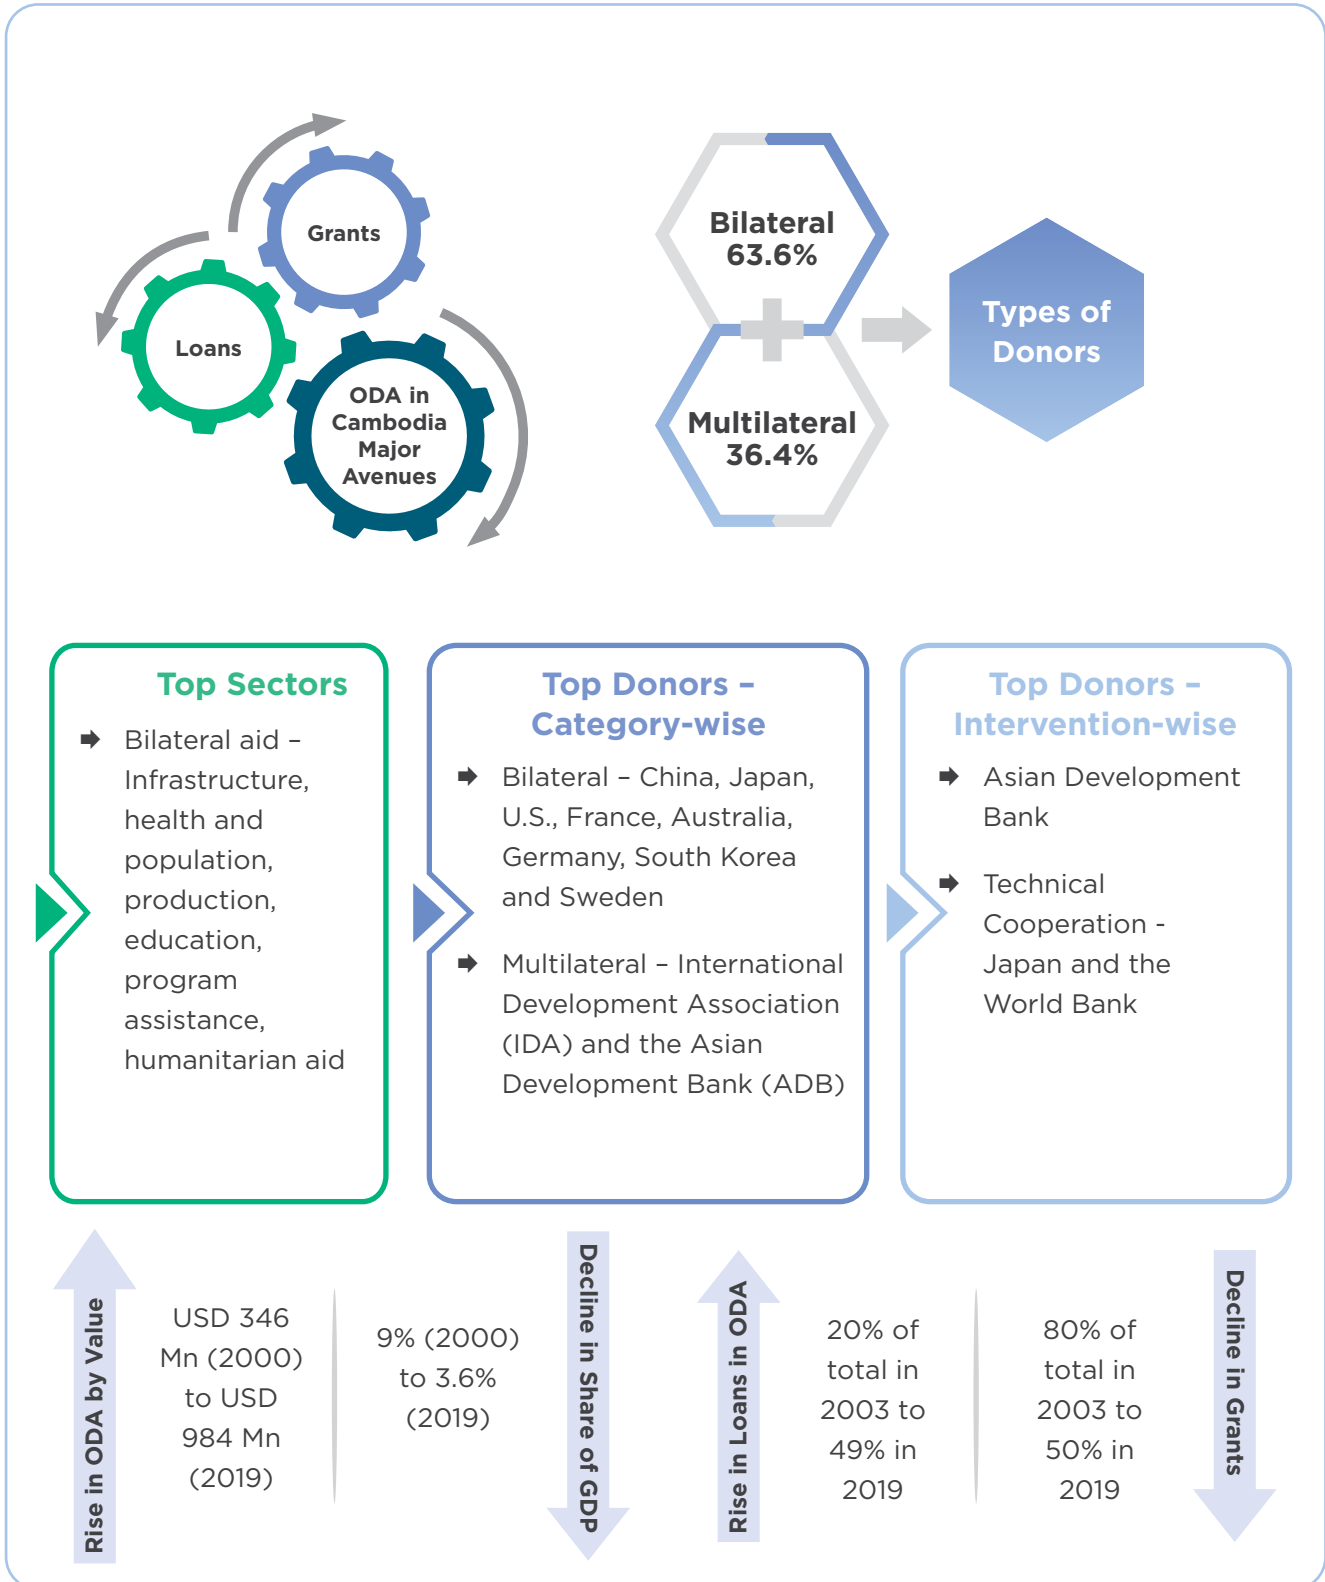 Grants
Loans
ODA in
Cambodia
Major
Avenues
Bilateral
63.6%
Multilateral
36.4%
Types of
Donors
Top Sectors
Bilateral aid –
Infrastructure,
health and
population,
production,
education,
program
assistance,
humanitarian aid
Top Donors –
Category-wise
Bilateral – China, Japan,
U.S., France, Australia,
Germany, South Korea
and Sweden
Multilateral – International
Development Association
(IDA) and the Asian
Development Bank (ADB)
Top Donors –
Intervention-wise
Asian Development
Bank
Technical
Cooperation -
Japan and the
World Bank
Rise in ODA by Value
USD 346
Mn (2000)
to USD
984 Mn
(2019)
9% (2000)
to 3.6%
(2019)
Decline in Share of GDP
Rise in Loans in ODA
20% of
total in
2003 to
49% in
2019
80% of
total in
2003 to
50% in
2019
Decline in Grants